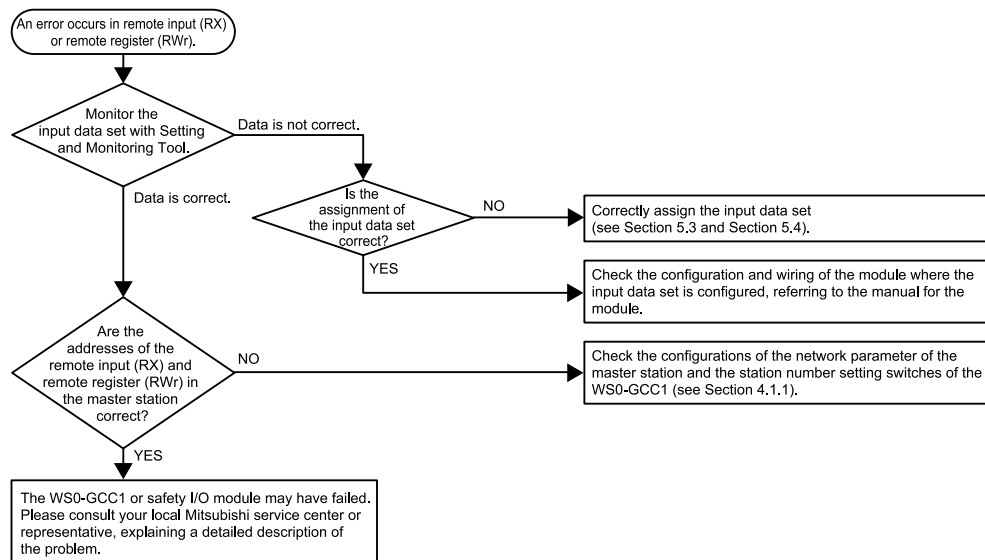 An error occurs in remote input (RX)
or remote register (RWr).
Monitor the
input data set with Setting
and Monitoring Tool.
Data is not correct.
Data is correct.
Is the
assignment of
the input data set
correct?
NO
Correctly assign the input data set
(see Section 5.3 and Section 5.4).
YES
Check the configuration and wiring of the module where the
input data set is configured, referring to the manual for the
module.
Are the
addresses of the
remote input (RX) and
remote register (RWr) in
the master station
correct?
NO
Check the configurations of the network parameter of the
master station and the station number setting switches of the
WS0-GCC1 (see Section 4.1.1).
YES
The WS0-GCC1 or safety I/O module may have failed.
Please consult your local Mitsubishi service center or
representative, explaining a detailed description of
the problem.